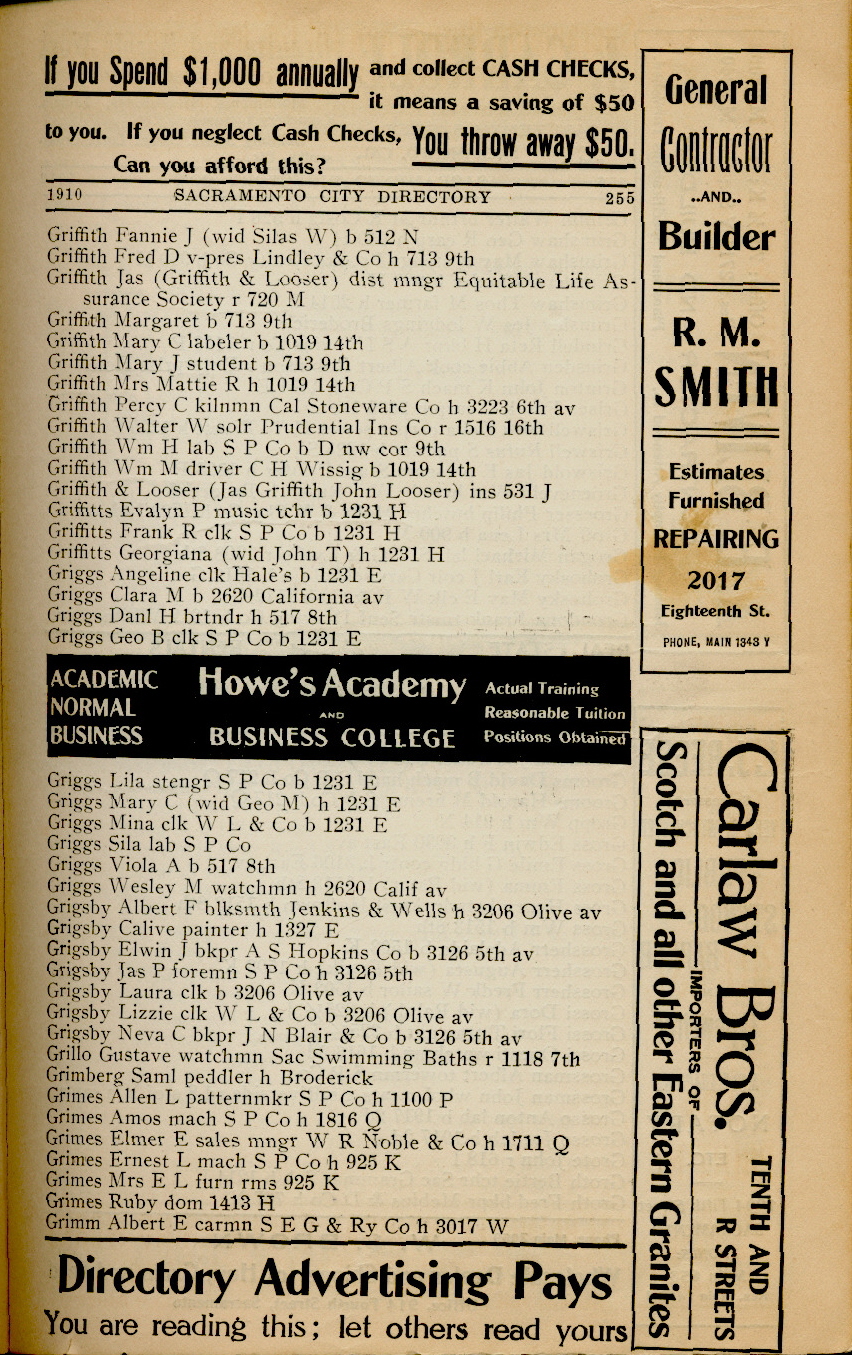 If you Spend $1,000 annually and collect CASH CHECKS,
it means a saving of $50
to you. If you neglect Cash Checks, You throw away $50.
Can you afford this?
1910 SACRAMENTO CITY DIRECTORY 255
Griffith Fannie J (wid Silas W) b 512 N
Griffith Fred D v-pres Lindley & Co h 713 9th
Griffith Jas (Griffith & Looser) dist mngr Equitable Life As-
surance Society r 720 M
Griffith Margaret b 713 9th
Griffith Mary C labeler b 1019 14th
Griffith Mary J student b 713 9th
Griffith Mrs Mattie R h 1019 14th
Griffith Percy C kilnmn Cal Stoneware Co h 3223 6th av
Griffith Walter W solr Prudential Ins Co r 1516 16th
Griffith Wm H lab S P Co b D nw cor 9th
Griffith Wm M driver C H Wissig b 1019 14th
Griffith & Looser (Jas Griffith John Looser) ins 531 J
Griffitts Evalyn P music tchr b 1231 H
Griffitts Frank R clk S P Co b 1231 H
Griffitts Georgiana (wid John T) h 1231 H
Griggs Angeline clk Hale's b 1231 E
Griggs Clara M b 2620 California av
Griggs Danl H brtndr h 517 8th
Griggs Geo B clk S P Co b 1231 E
ACADEMIC
NORMAL
BUSINESS
Howe's Academy
AND
BUSINESS COLLEGE
Actual Training
Reasonable Tuition
Positions Obtained
Griggs Lila stengr S P Co b 1231 E
Griggs Mary C (wid Geo M) h 1231 E
Griggs Mina clk W L & Co b 1231 E
Griggs Sila lab S P Co
Griggs Viola A b 517 8th
Griggs Wesley M watchmn h 2620 Calif av
Grigsby Albert F blksmth Jenkins & Wells h 3206 Olive av
Grigsby Calive painter h 1327 E
Grigsby Elwin J bkpr A S Hopkins Co b 3126 5th av
Grigsby Jas P foremn S P Co h 3126 5th
Grigsby Laura clk b 3206 Olive av
Grigsby Lizzie clk W L & Co b 3206 Olive av
Grigsby Neva C bkpr J N Blair & Co b 3126 5th av
Grillo Gustave watchmn Sac Swimming Baths r 1118 7th
Grimberg Saml peddler h Broderick
Grimes Allen L patternmkr S P Co h 1100 P
Grimes Amos mach S P Co h 1816 Q
Grimes Elmer E sales mngr W R Noble & Co h 1711 Q
Grimes Ernest L mach S P Co h 925 K
Grimes Mrs E L furn rms 925 K
Grimes Ruby dom 1413 H
Grimm Albert E carmn S E G & Ry Co h 3017 W
Directory Advertising Pays
You are reading this; let others read yours
General
Contractor
..AND..
Builder
R. M.
SMITH
Estimates
Furnished
REPAIRING
2017
Eighteenth St.
PHONE, MAIN 1343 Y
Carlaw Bros. TENTH AND
R STREETS
IMPORTERS OF
Scotch and all other Eastern Granites